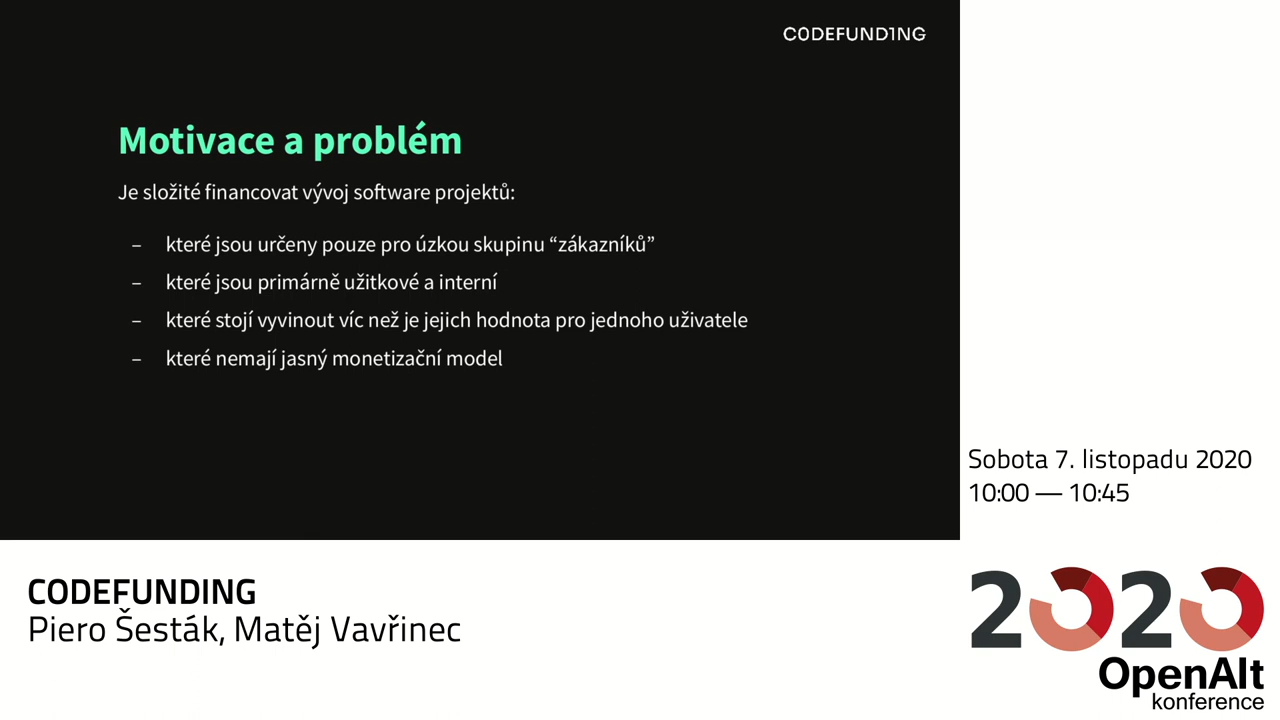 C0DEFUND1NG
Motivace a problém
Je složité financovat vývoj software projektů:
– které jsou určeny pouze pro úzkou skupinu “zákazníků”
– které jsou primárně užitkové a interní
– které stojí vyvinout víc než je jejich hodnota pro jednoho uživatele
– které nemají jasný monetizační model
Sobota 7. listopadu 2020
10:00 — 10:45
CODEFUNDING
Piero Šesták, Matěj Vavřinec
2020
OpenAlt
konference